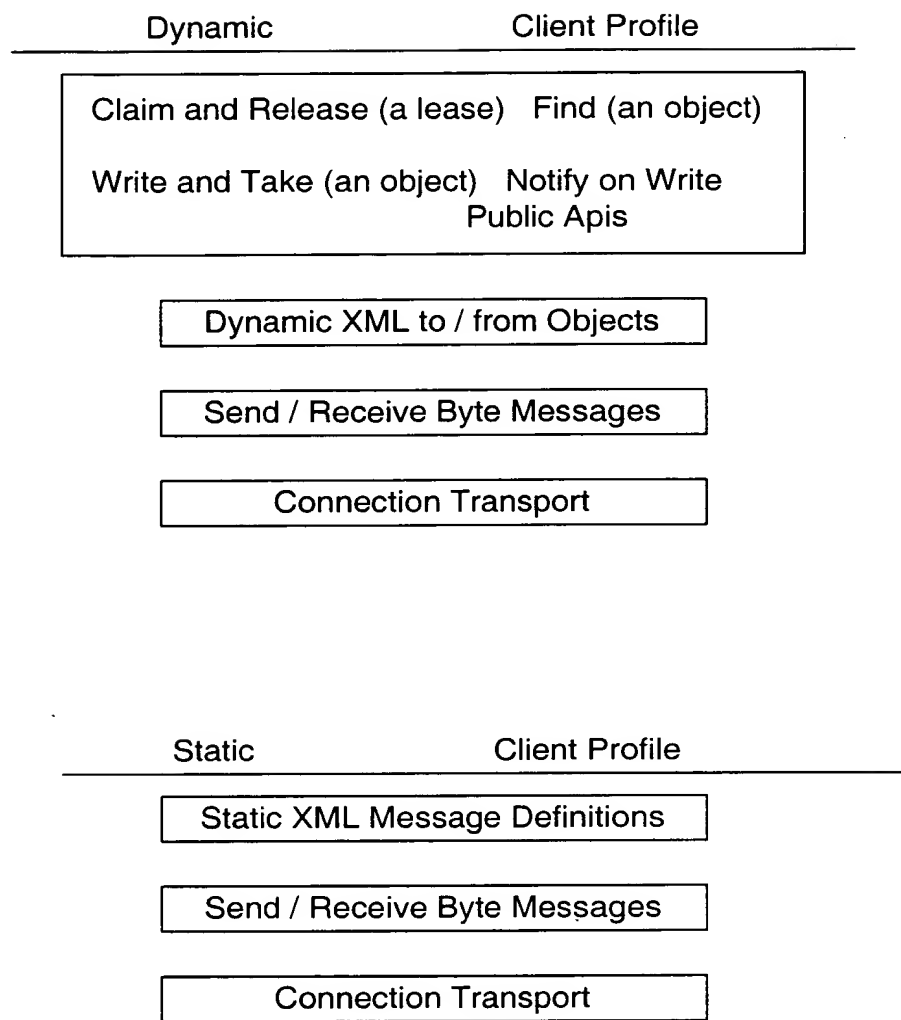 Dynamic Client Profile
Claim and Release (a lease) Find (an object)
Write and Take (an object) Notify on Write
Public Apis
Dynamic XML to / from Objects
Send / Receive Byte Messages
Connection Transport
Static Client Profile
Static XML Message Definitions
Send / Receive Byte Messages
Connection Transport